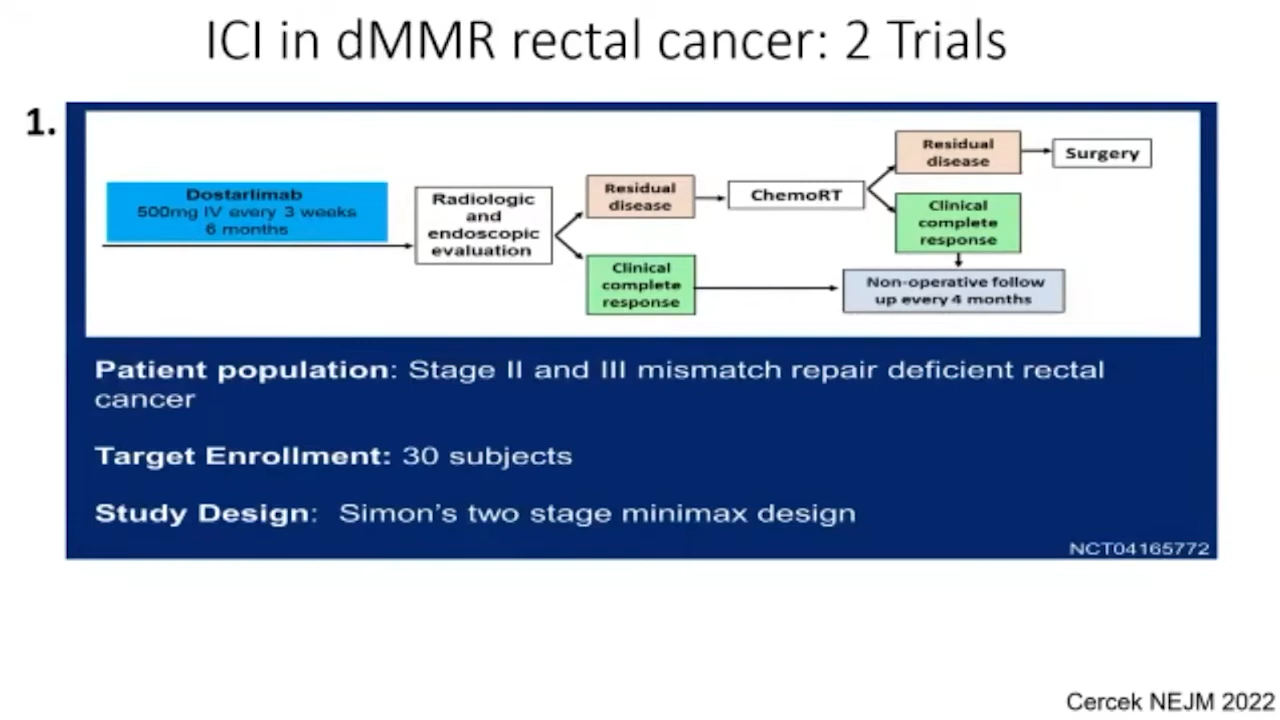 ICI in dMMR rectal cancer: 2 Trials
1.
Dostarlimab
500mg IV every 3 weeks
6 months
Radiologic
and
endoscopic
evaluation
Residual
disease
Clinical
complete
response
ChemoRT
Residual
disease
Surgery
Clinical
complete
response
Non-operative follow
up every 4 months
Patient population: Stage II and III mismatch repair deficient rectal
cancer
Target Enrollment: 30 subjects
Study Design: Simon's two stage minimax design
NCT04165772
Cercek NEJM 2022